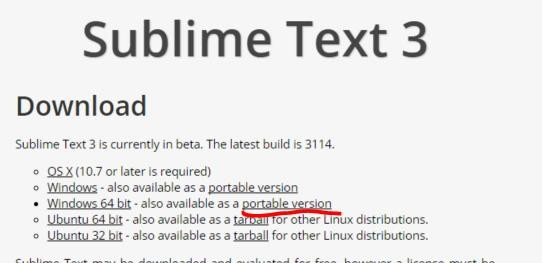 Sublime Text 3
Download
Sublime Text 3 is currently in beta. The latest build is 3114.
OS X (10.7 or later is required)
Windows - also available as a portable version
Windows 64 bit - also available as a portable version
Ubuntu 64 bit - also available as a tarball for other Linux distributions.
Ubuntu 32 bit - also available as a tarball for other Linux distributions.
Sublime Text may be downloaded and evaluated for free, however a license must be